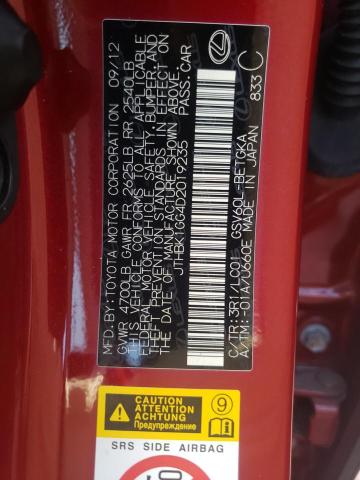 MFD.BY:TOYOTA MOTOR CORPORATION 09/12
GVWR 4700LB GAWR FR 2625LB RR 2540LB
THIS VEHICLE CONFORMS TO ALL APPLICABLE
FEDERAL MOTOR VEHICLE SAFETY, BUMPER, AND
THEFT PREVENTION STANDARDS IN EFFECT ON
THE DATE OF MANUFACTURE SHOWN ABOVE.
JTHBK1GG4D2019235 PASS.CAR
C/TR:3R1/LC01 GSV60L-BETGKA
A/TM:-01A/U660E MADE IN JAPAN
833 C
CAUTION
ATTENTION
ACHTUNG
Предупреждение
9
SRS SIDE AIRBAG